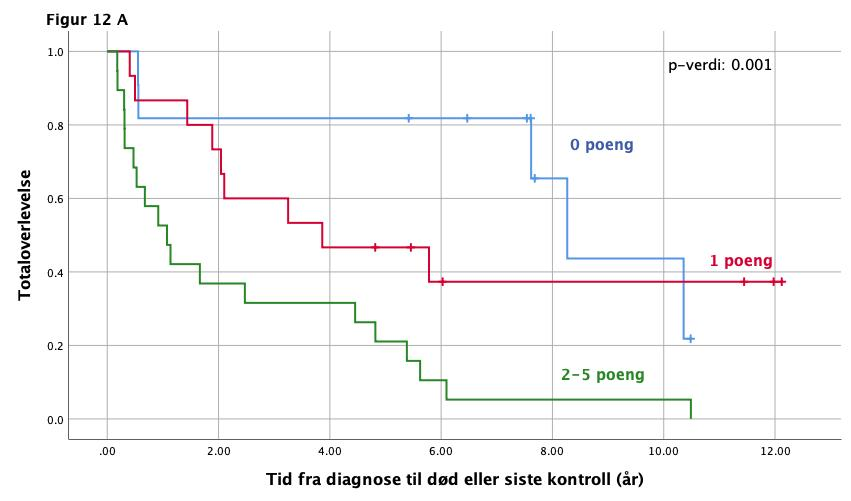 Figur 12 A
1.0
p-verdi: 0.001
0.8
0 poeng
0.6
Totaloverlevelse
1 poeng
0.4
0.2
2-5 poeng
0.0
.00 2.00 4.00 6.00 8.00 10.00 12.00
Tid fra diagnose til død eller siste kontroll (år)